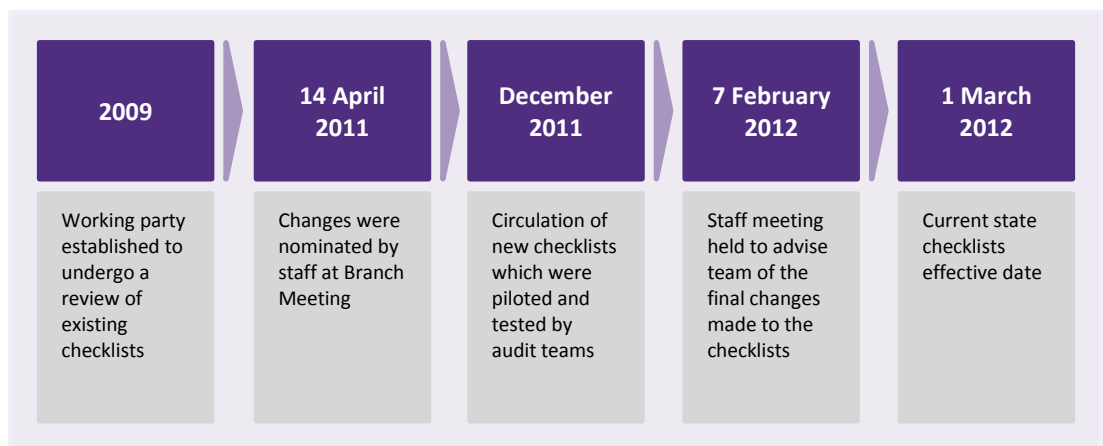 2009
Working party
established to
undergo a
review of
existing
checklists
14 April
2011
Changes were
nominated by
staff at Branch
Meeting
December
2011
Circulation of
new checklists
which were
piloted and
tested by
audit teams
7 February
2012
Staff meeting
held to advise
team of the
final changes
made to the
checklists
1 March
2012
Current state
checklists
effective date